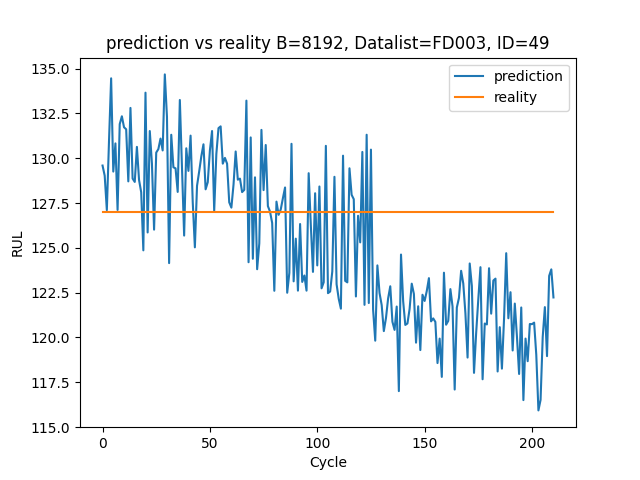 prediction vs reality B=8192, Datalist=FD003, ID=49
prediction
reality
RUL
135.0
132.5
130.0
127.5
125.0
122.5
120.0
117.5
115.0
0 50 100 150 200
Cycle